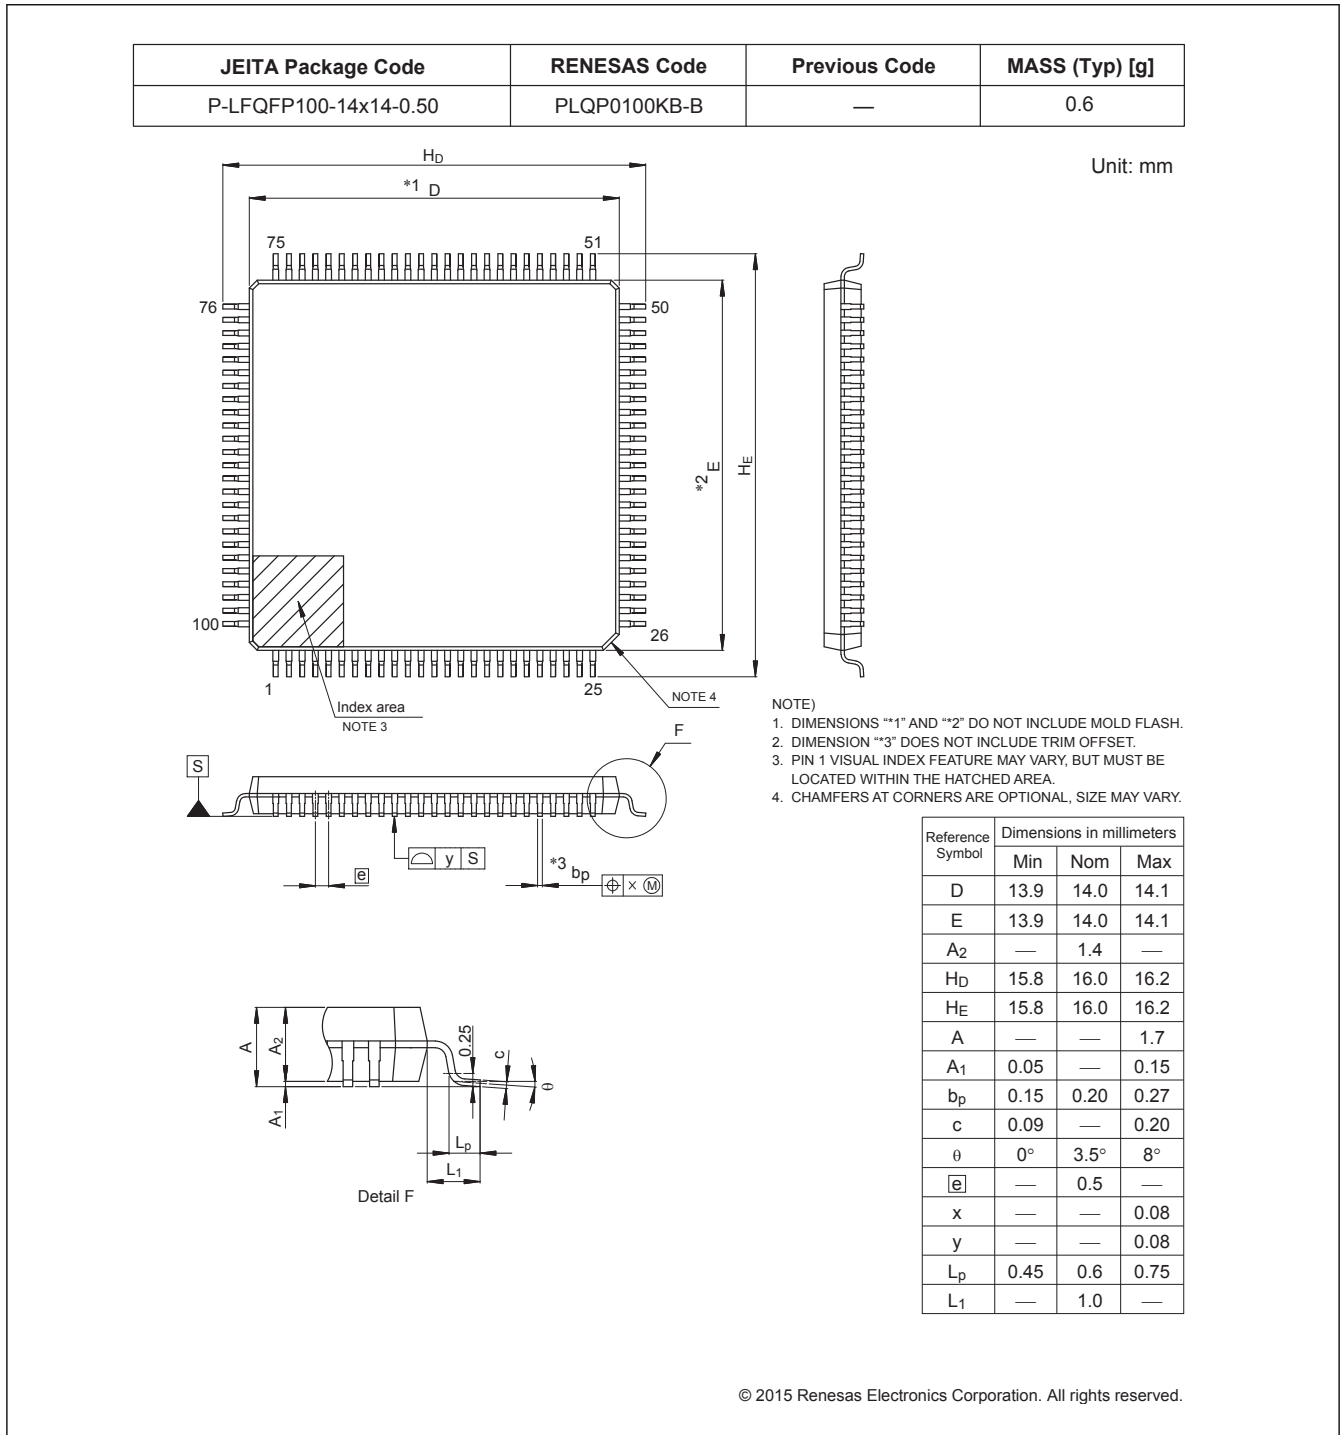 JEITA Package Code RENESAS Code Previous Code MASS (Typ) [g]
P-LFQFP100-14x14-0.50 PLQP0100KB-B — 0.6
Unit: mm
HD
*1 D
75 51
76 50
*2 E
HE
100 26
1 25
Index area
NOTE 3
NOTE 4
F
NOTE)
1. DIMENSIONS “*1” AND “*2” DO NOT INCLUDE MOLD FLASH.
2. DIMENSION “*3” DOES NOT INCLUDE TRIM OFFSET.
3. PIN 1 VISUAL INDEX FEATURE MAY VARY, BUT MUST BE
LOCATED WITHIN THE HATCHED AREA.
4. CHAMFERS AT CORNERS ARE OPTIONAL, SIZE MAY VARY.
S
y S
e
*3 bp
× M
A
A2
A1
0.25
c
θ
Lp
L1
Detail F
Reference Symbol Dimensions in millimeters
Min Nom Max
D 13.9 14.0 14.1
E 13.9 14.0 14.1
A2 — 1.4 —
HD 15.8 16.0 16.2
HE 15.8 16.0 16.2
A — — 1.7
A1 0.05 — 0.15
bp 0.15 0.20 0.27
c 0.09 — 0.20
θ 0° 3.5° 8°
e — 0.5 —
x — — 0.08
y — — 0.08
Lp 0.45 0.6 0.75
L1 — 1.0 —
© 2015 Renesas Electronics Corporation. All rights reserved.